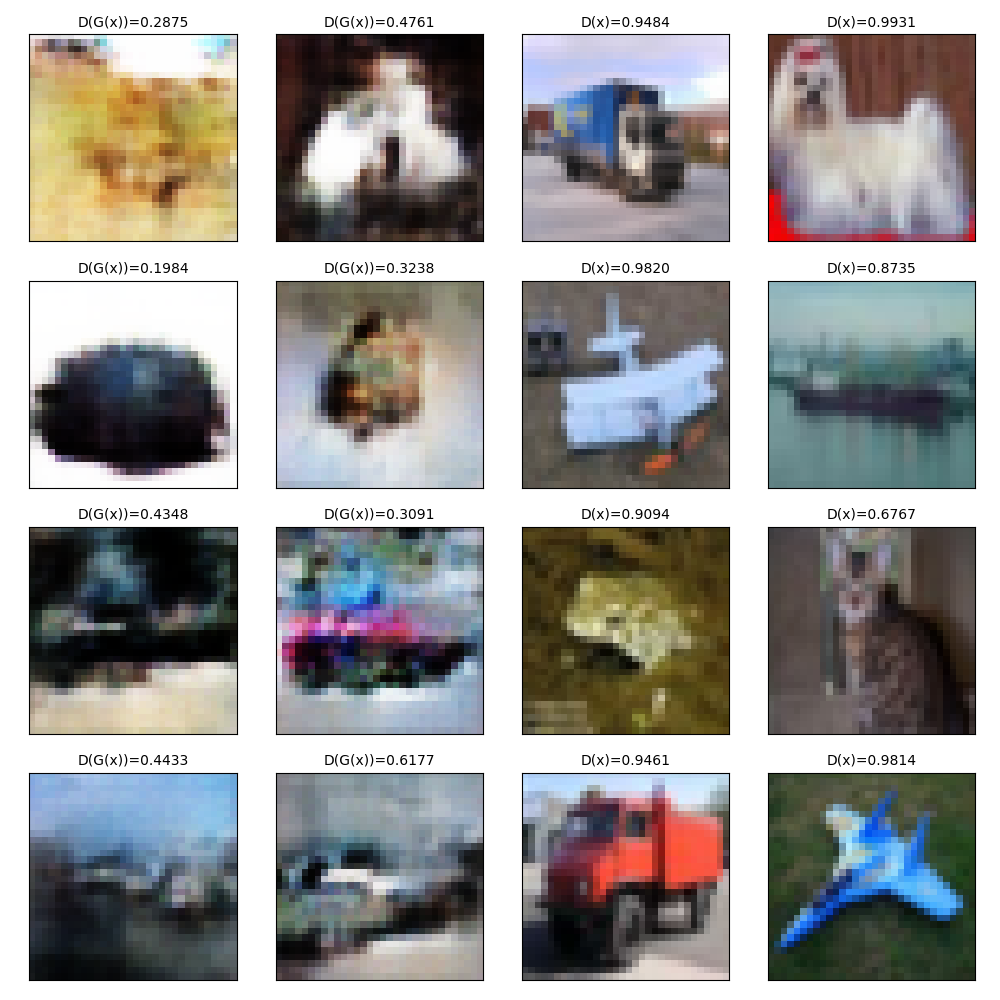 D(G(x))=0.2875
D(G(x))=0.4761
D(x)=0.9484
D(x)=0.9931
D(G(x))=0.1984
D(G(x))=0.3238
D(x)=0.9820
D(x)=0.8735
D(G(x))=0.4348
D(G(x))=0.3091
D(x)=0.9094
D(x)=0.6767
D(G(x))=0.4433
D(G(x))=0.6177
D(x)=0.9461
D(x)=0.9814